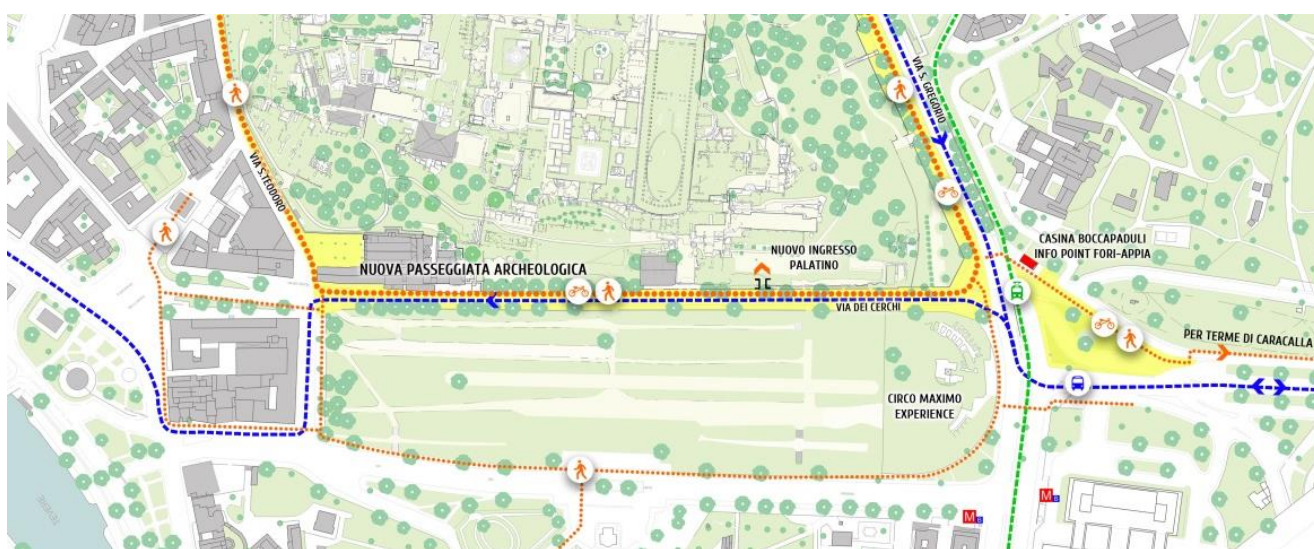 VIA S.TEODORO
VIA S. GREGORIO
NUOVA PASSEGGIATA ARCHEOLOGICA
NUOVO INGRESSO
PALATINO
CASINA BOCCAPADULI
INFO POINT FORI-APPIA
VIA DEI CERCHI
PER TERME DI CARACALLA
CIRCO MAXIMO
EXPERIENCE
M B
M B